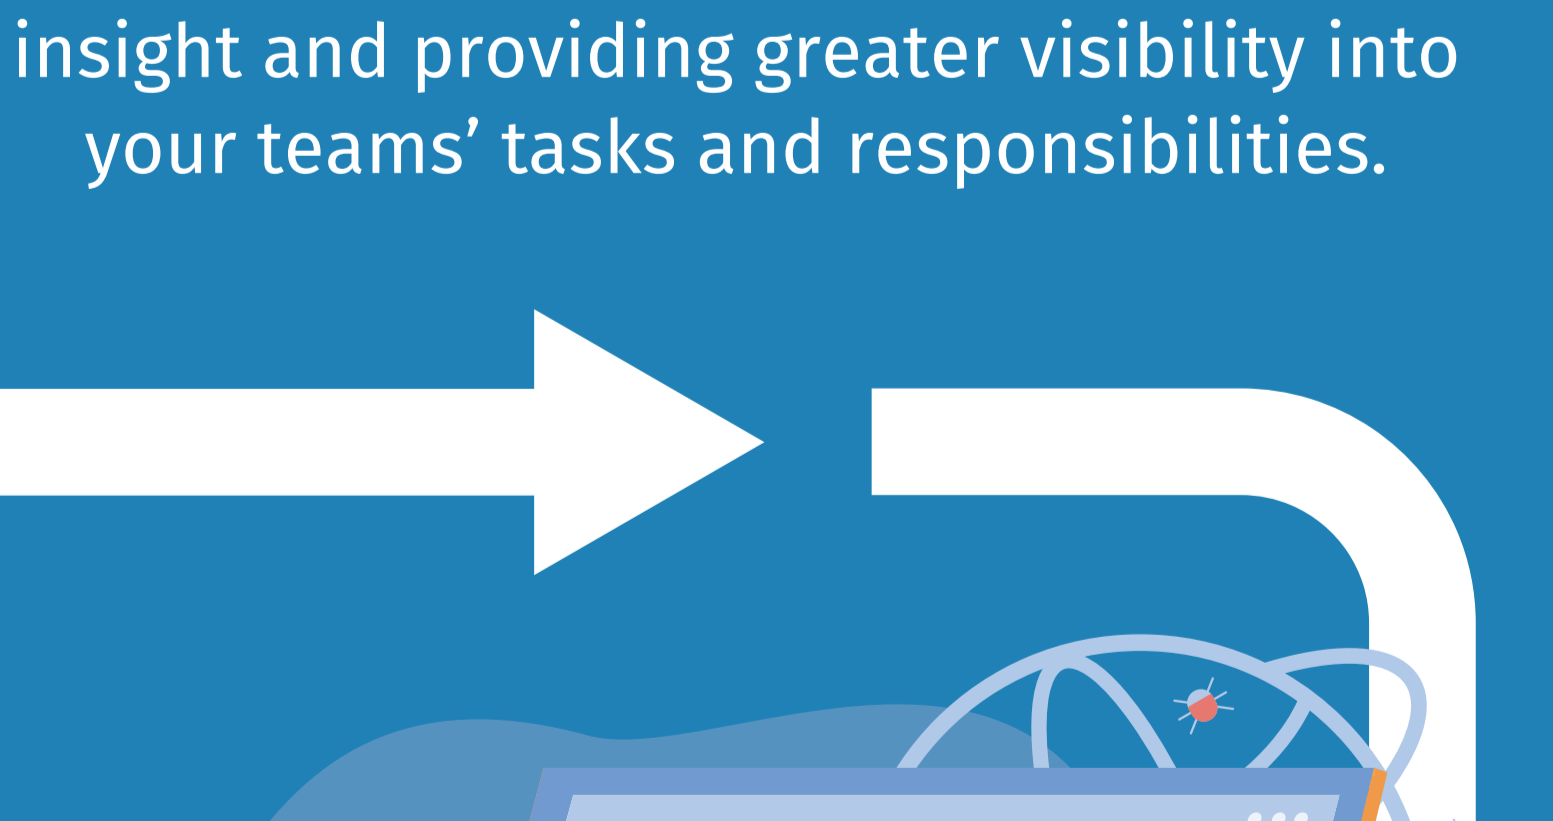 insight and providing greater visibility into
your teams’ tasks and responsibilities.